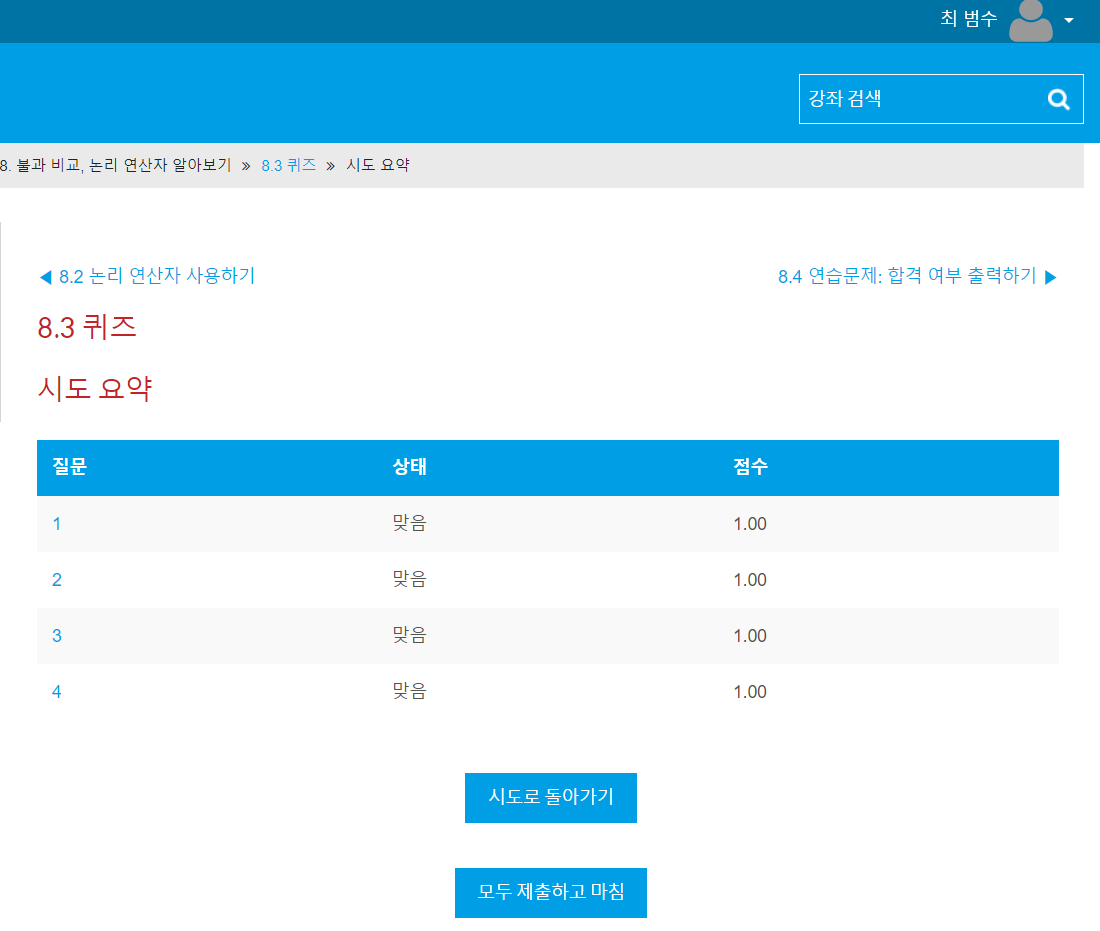 최 범수
강좌 검색
8. 불과 비교, 논리 연산자 알아보기 » 8.3 퀴즈 » 시도 요약
◀ 8.2 논리 연산자 사용하기 8.4 연습문제: 합격 여부 출력하기 ▶
8.3 퀴즈
시도 요약
질문 상태 점수
1 맞음 1.00
2 맞음 1.00
3 맞음 1.00
4 맞음 1.00
시도로 돌아가기
모두 제출하고 마침